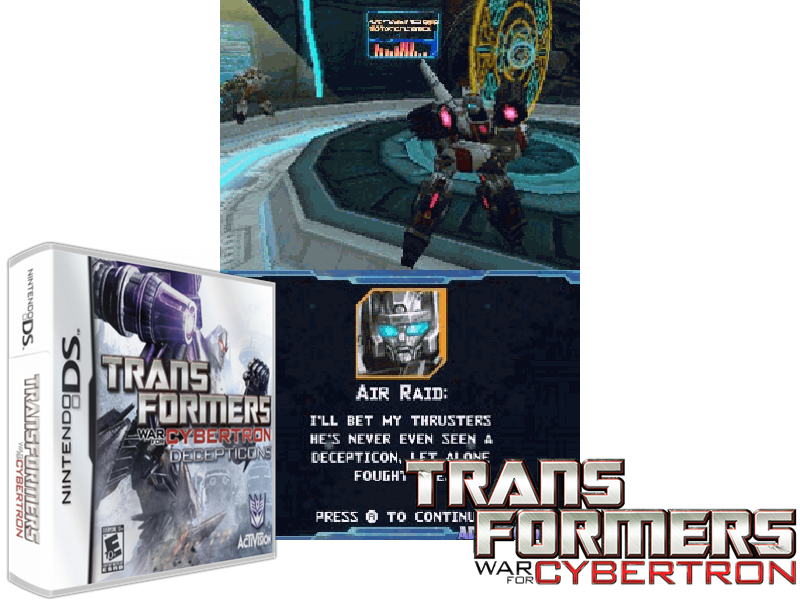 AIR RAID:
I'LL BET MY THRUSTERS
HE'S NEVER EVEN SEEN A
DECEPTICON, LET ALONE
FOUGHT
PRESS A TO CONTINU
NINTENDO DS.
TRANSFORMERS
WAR FOR CYBERTRON
NINTENDO DS
TRANS
FORMERS
WAR FOR CYBERTRON
DECEPTICONS
E
ESRB
ACTIVISION
TRANS
FORMERS
WAR FOR CYBERTRON